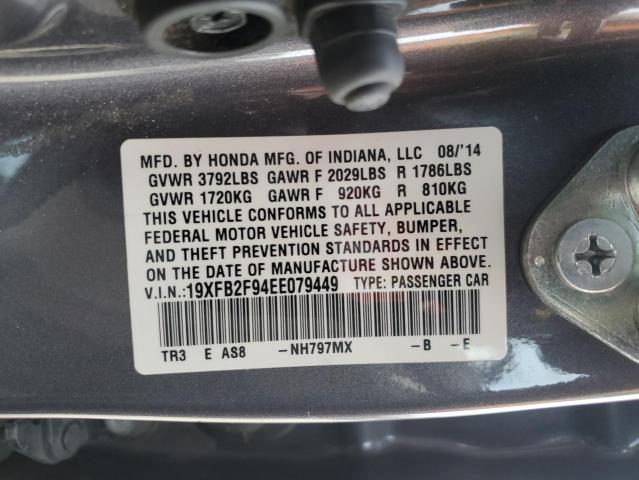 MFD. BY HONDA MFG. OF INDIANA, LLC 08/'14
GVWR 3792LBS GAWR F 2029LBS R 1786LBS
GVWR 1720KG GAWR F 920KG R 810KG
THIS VEHICLE CONFORMS TO ALL APPLICABLE
FEDERAL MOTOR VEHICLE SAFETY, BUMPER,
AND THEFT PREVENTION STANDARDS IN EFFECT
ON THE DATE OF MANUFACTURE SHOWN ABOVE.
V.I.N.:19XFB2F94EE079449 TYPE: PASSENGER CAR
TR3 E AS8 -NH797MX -B -E